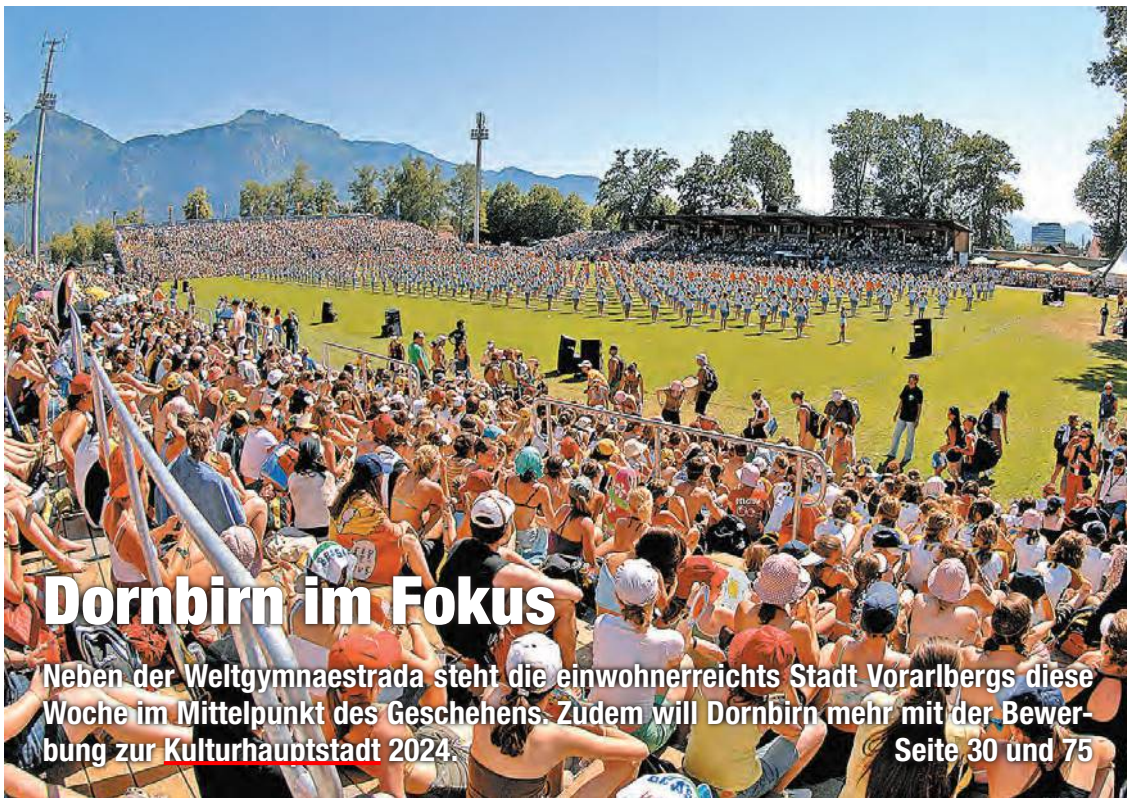 Dornbirn im Fokus
Neben der Weltgymnaestrada steht die einwohnerreichts Stadt Vorarlbergs diese
Woche im Mittelpunkt des Geschehens. Zudem will Dornbirn mehr mit der Bewer-
bung zur Kulturhauptstadt 2024. Seite 30 und 75